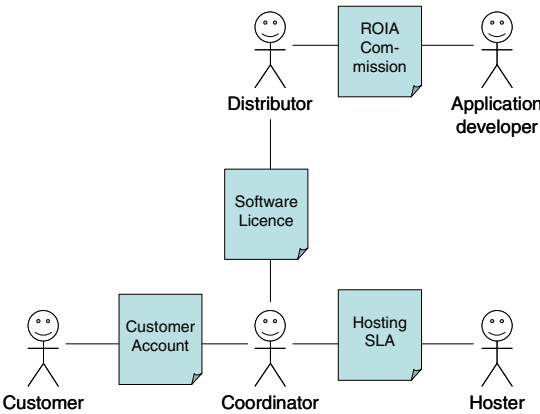 ROIA
Com-
mission
Distributor
Application
developer
Software
Licence
Customer
Account
Hosting
SLA
Customer
Coordinator
Hoster